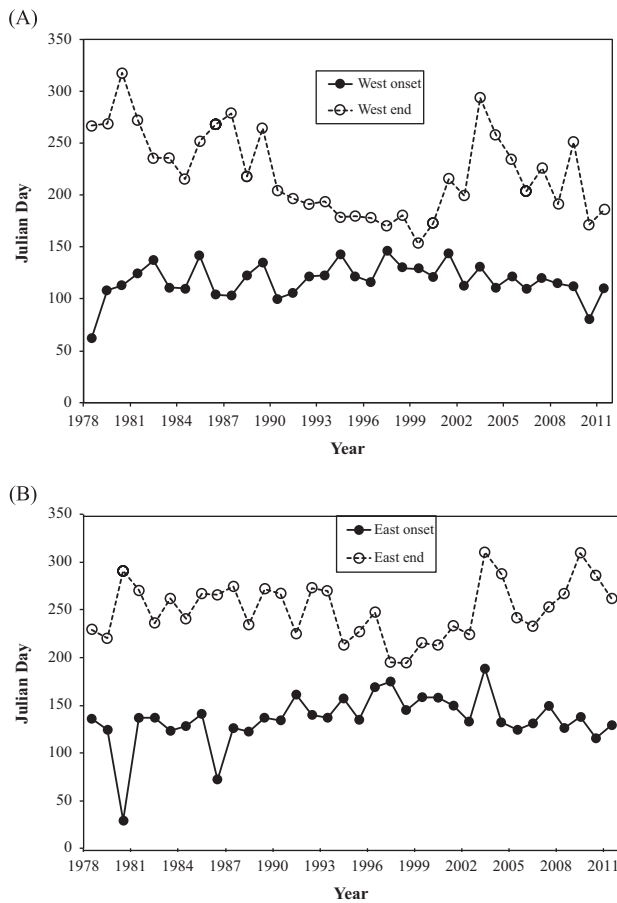 (A)
350
300
250
200
150
100
50
0
Julian Day
West onset
West end
1978 1981 1984 1987 1990 1993 1996 1999 2002 2005 2008 2011
Year
(B)
350
300
250
200
150
100
50
0
Julian Day
East onset
East end
1978 1981 1984 1987 1990 1993 1996 1999 2002 2005 2008 2011
Year